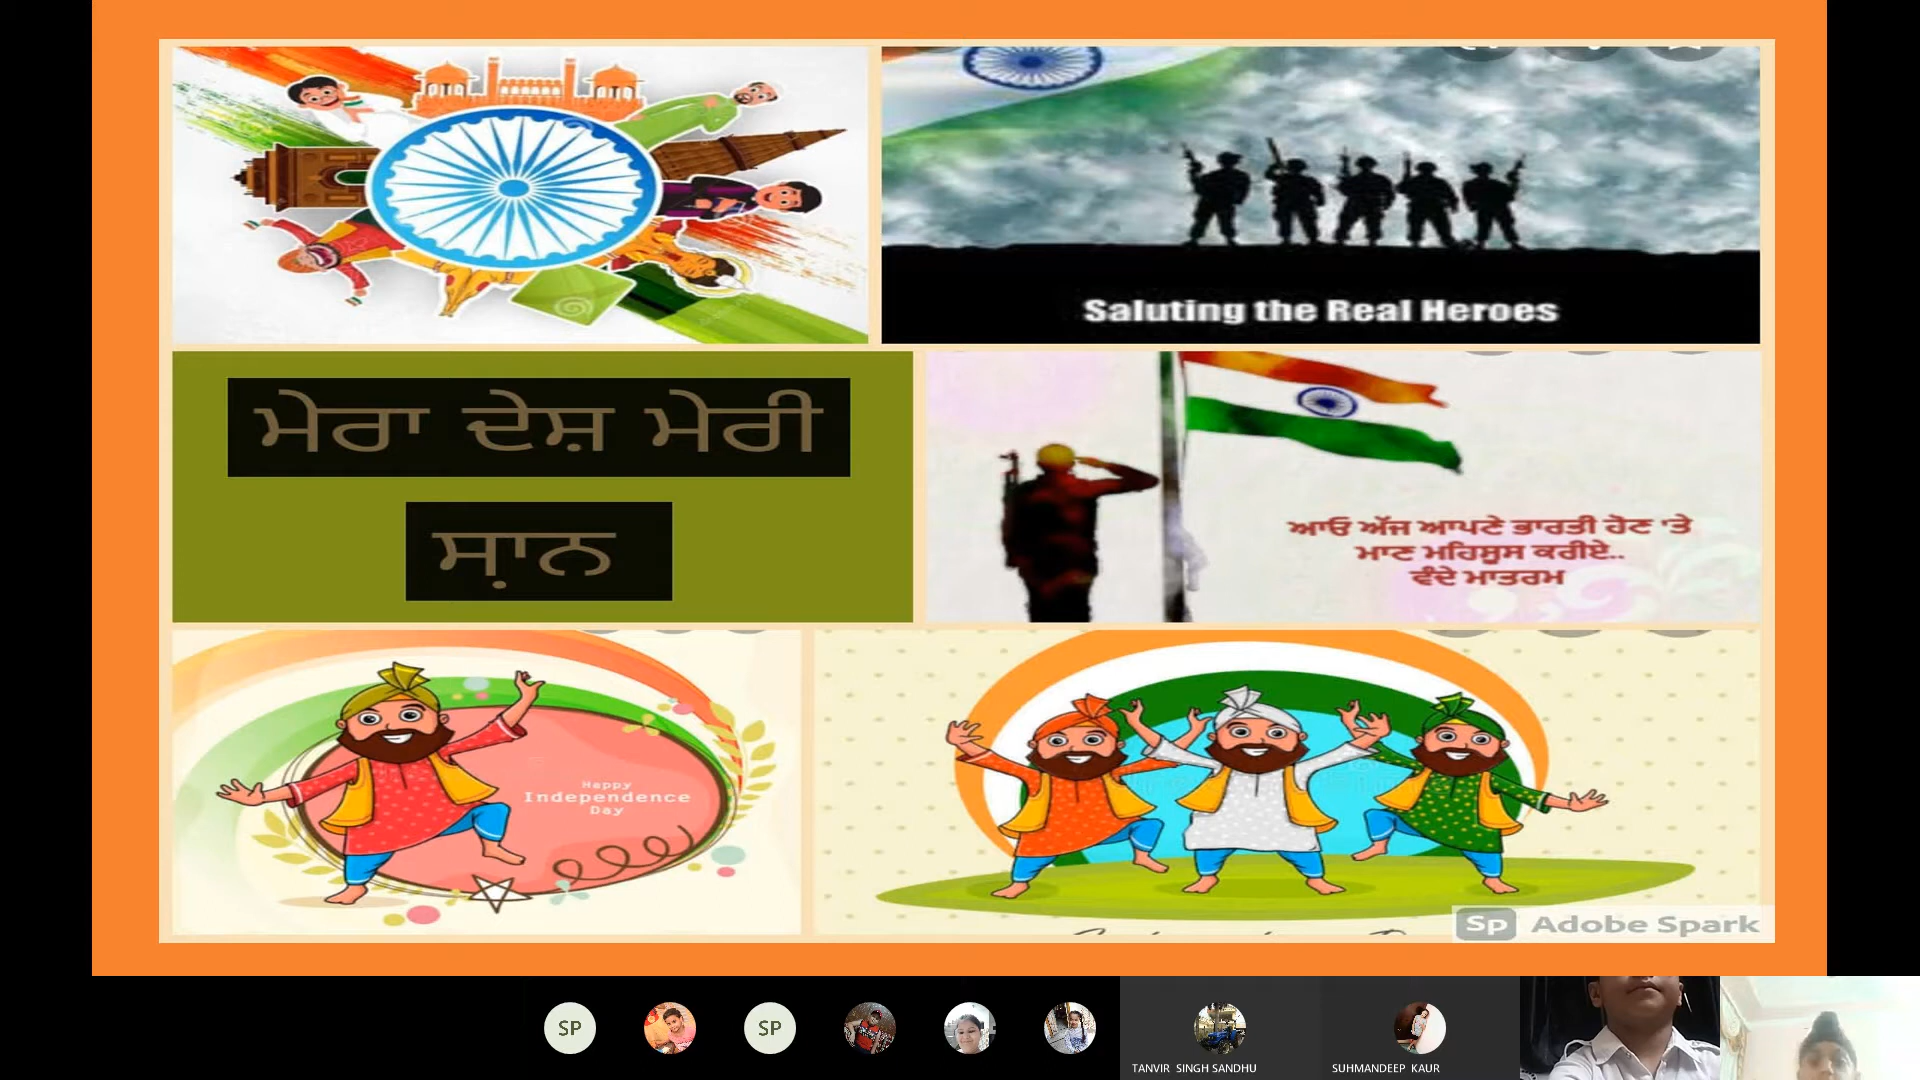 Saluting the Real Heroes
ਮੇਰਾ ਦੇਸ਼ ਮੇਰੀ
ਸ਼ਾਨ
ਆਓ ਅੱਜ ਆਪਣੇ ਭਾਰਤੀ ਹੋਣ 'ਤੇ
ਮਾਣ ਮਹਿਸੂਸ ਕਰੀਏ..
ਵੰਦੇ ਮਾਤਰਮ
Happy
Independence
Day
Sp Adobe Spark
SP
SP
TANVIR SINGH SANDHU
SUHMANDEEP KAUR